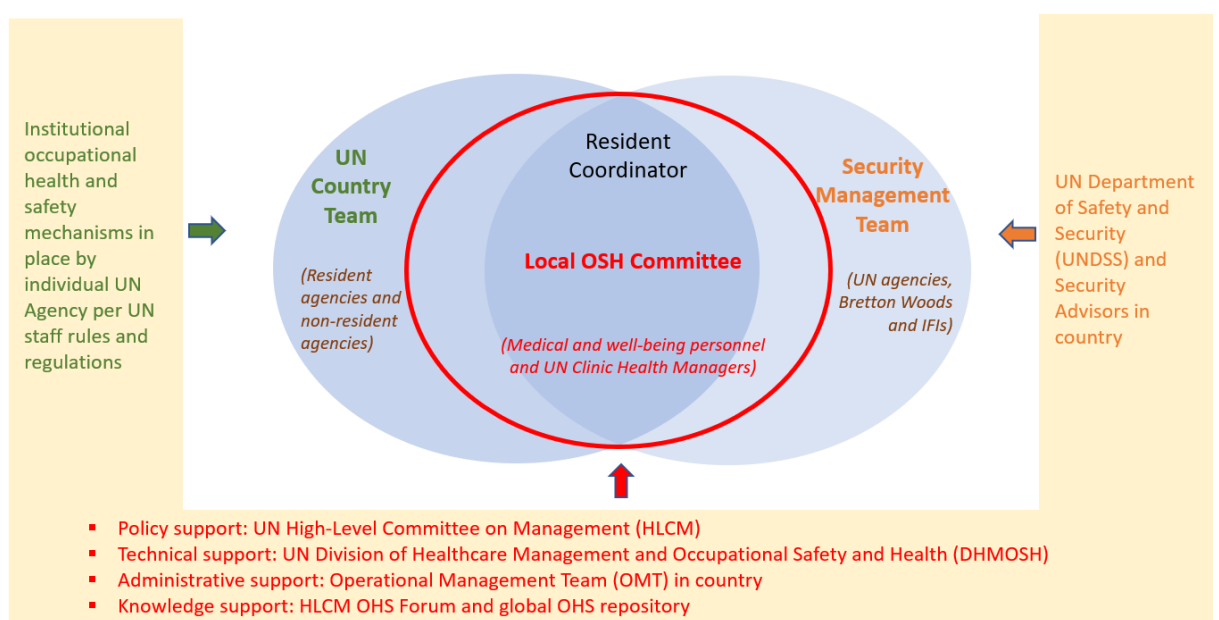 Institutional
occupational
health and
safety
mechanisms in
place by
individual UN
Agency per UN
staff rules and
regulations
UN
Country
Team
(Resident
agencies and
non-resident
agencies)
Resident
Coordinator
Local OSH Committee
(Medical and well-being personnel
and UN Clinic Health Managers)
Security
Management
Team
(UN agencies,
Bretton Woods
and IFIs)
UN Department
of Safety and
Security
(UNDSS) and
Security
Advisors in
country
▪ Policy support: UN High-Level Committee on Management (HLCM)
▪ Technical support: UN Division of Healthcare Management and Occupational Safety and Health (DHMOSH)
▪ Administrative support: Operational Management Team (OMT) in country
▪ Knowledge support: HLCM OHS Forum and global OHS repository